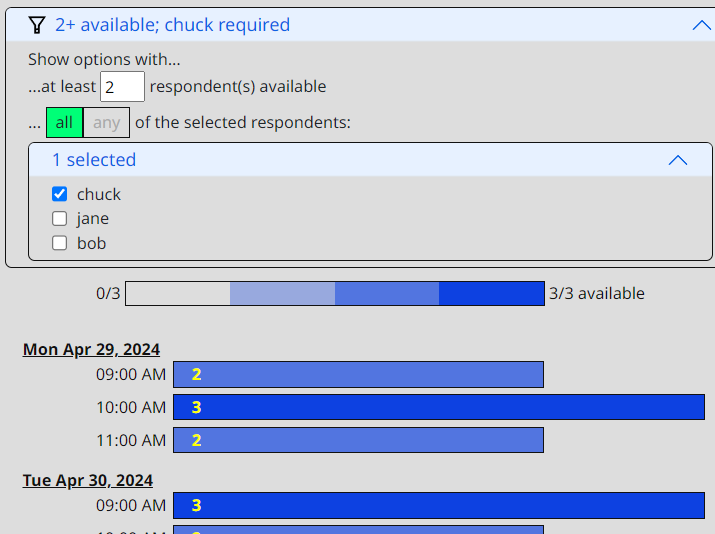 2+ available; chuck required
Show options with...
...at least 2 respondent(s) available
... all any of the selected respondents:
1 selected
chuck
jane
bob
0/3 3/3 available
Mon Apr 29, 2024
09:00 AM 2
10:00 AM 3
11:00 AM 2
Tue Apr 30, 2024
09:00 AM 3